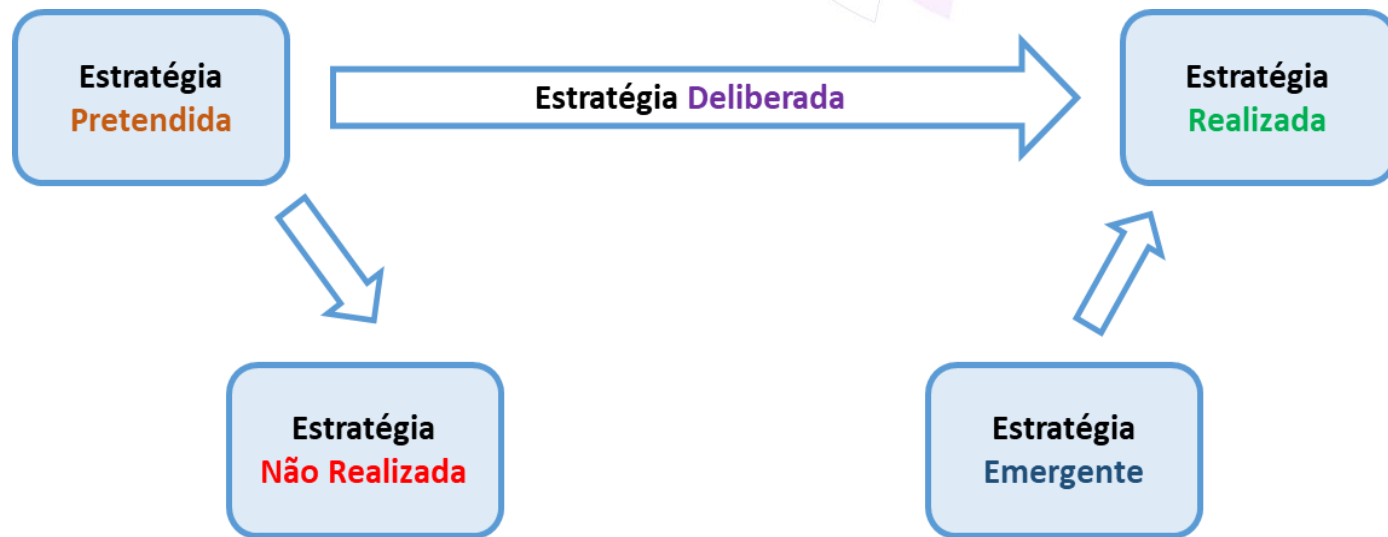 Estratégia
Pretendida
Estratégia Deliberada
Estratégia
Realizada
Estratégia
Não Realizada
Estratégia
Emergente